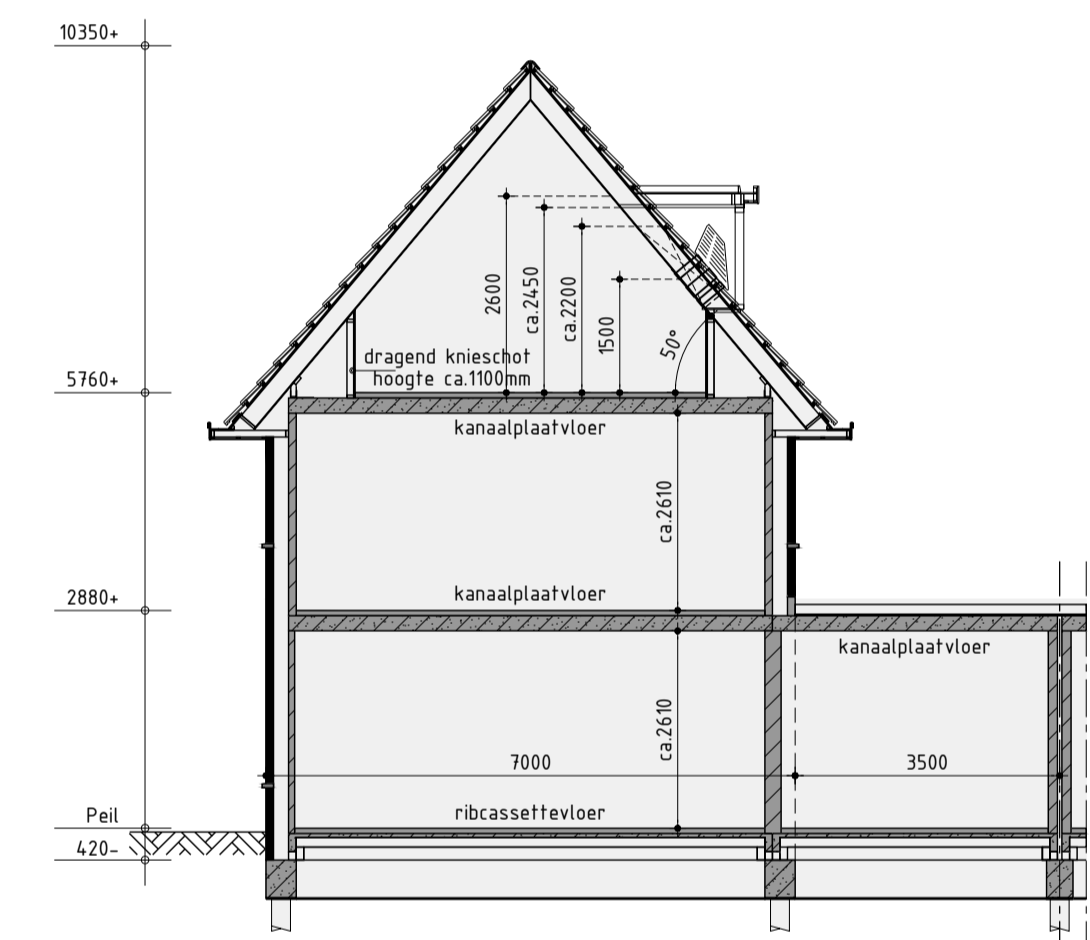 10350+
2600
ca.2450
ca.2200
1500
50°
dragend knieschot
hoogte ca.1100mm
5760+
kanaalplaatvloer
ca.2610
kanaalplaatvloer
2880+
kanaalplaatvloer
ca.2610
7000
3500
ribcassettevloer
Peil
420-